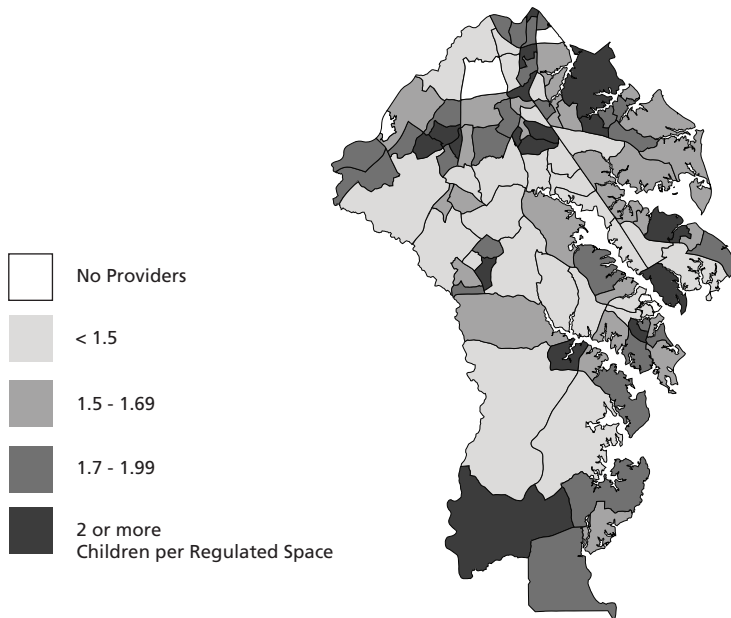 No Providers
< 1.5
1.5 - 1.69
1.7 - 1.99
2 or more
Children per Regulated Space